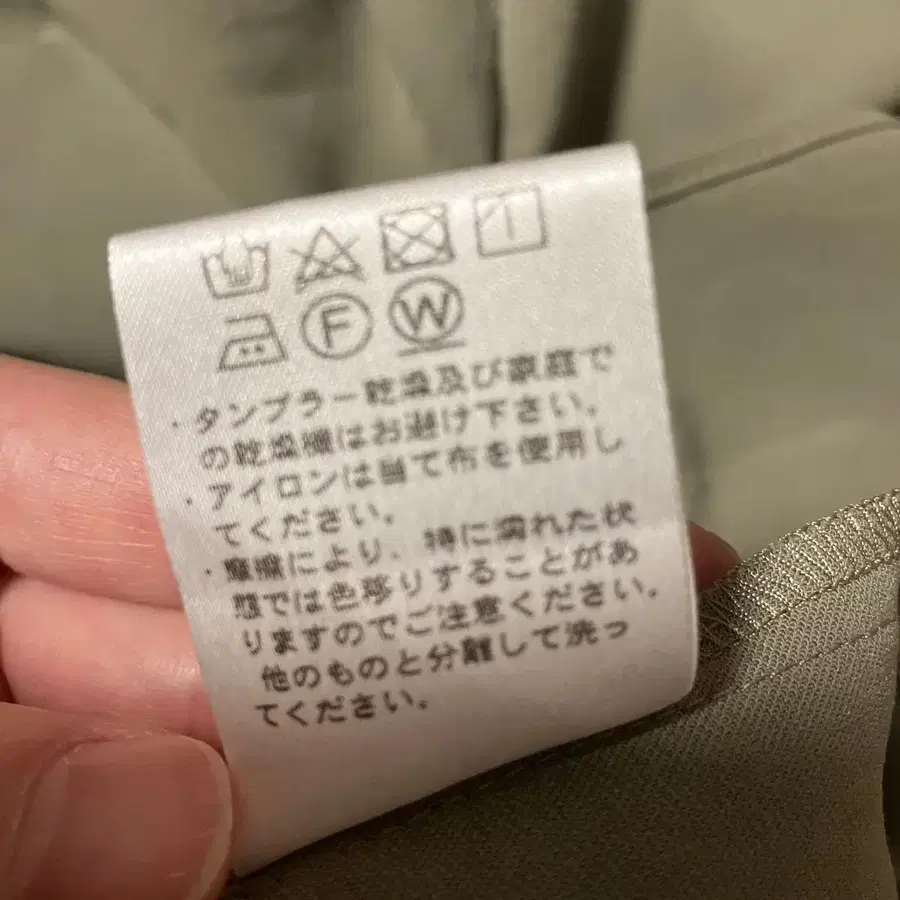 F W
・タンブラー乾燥及び家庭で
の乾燥機はお避け下さい。
・アイロンは当て布を使用し
てください。
・摩擦により、特に濡れた状
態では色移りすることがあ
りますのでご注意ください。
他のものと分離して洗っ
てください。